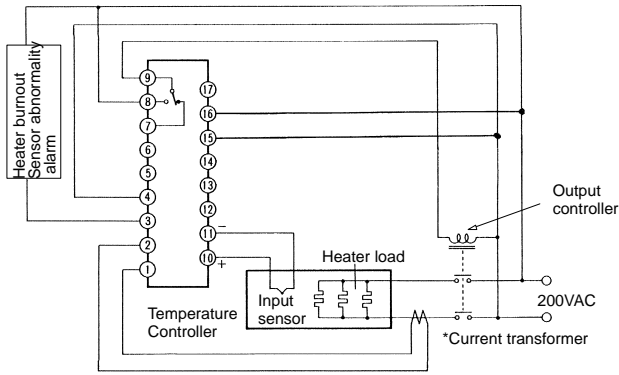 Heater burnout
Sensor abnormality
alarm
9
8
7
6
5
4
3
2
1
17
16
15
14
13
12
11
10
−
+
Temperature
Controller
Input
sensor
Heater load
Output
controller
200VAC
*Current transformer